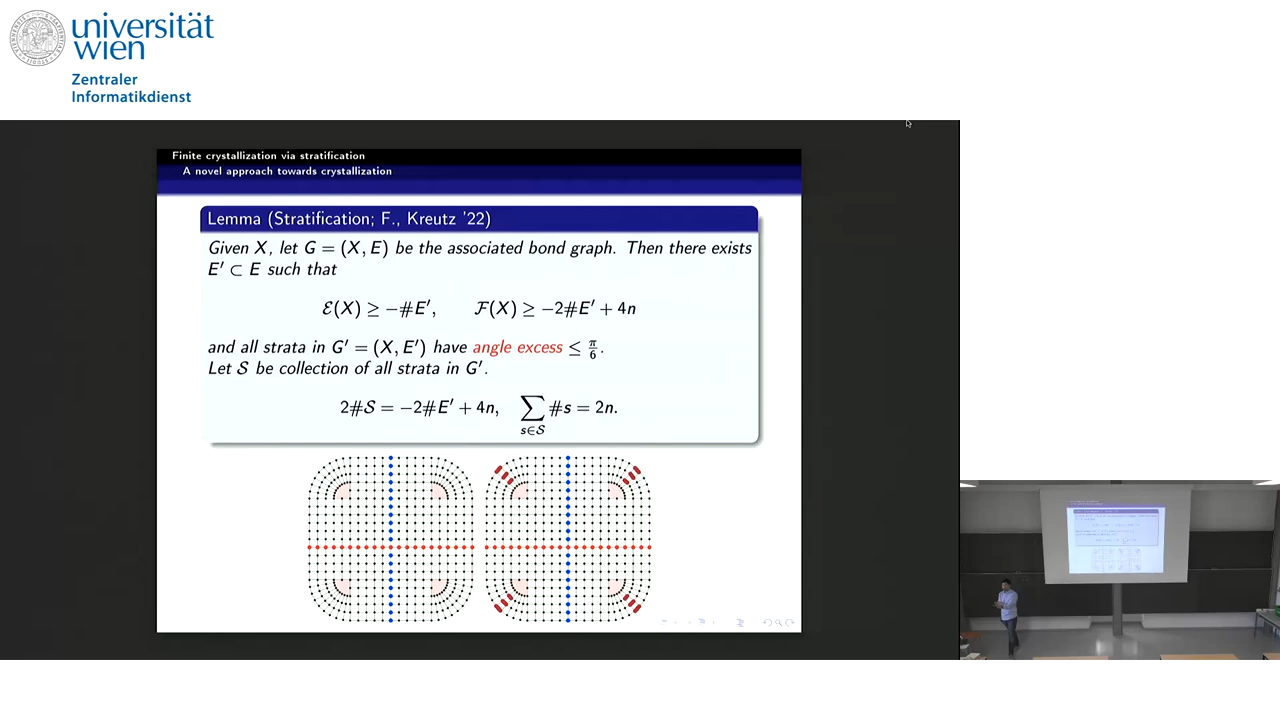 universität
wien
Zentraler
Informatikdienst
Finite crystallization via stratification
A novel approach towards crystallization
Lemma (Stratification; F., Kreutz '22)
Given X, let G = (X, E) be the associated bond graph. Then there exists
E′ ⊂ E such that
ℰ(X) ≥ −#E′, ℱ(X) ≥ −2#E′ + 4n
and all strata in G′ = (X, E′) have angle excess ≤ π/6.
Let 𝒮 be collection of all strata in G′.
2#𝒮 = −2#E′ + 4n, ∑_{s∈𝒮} #s = 2n.